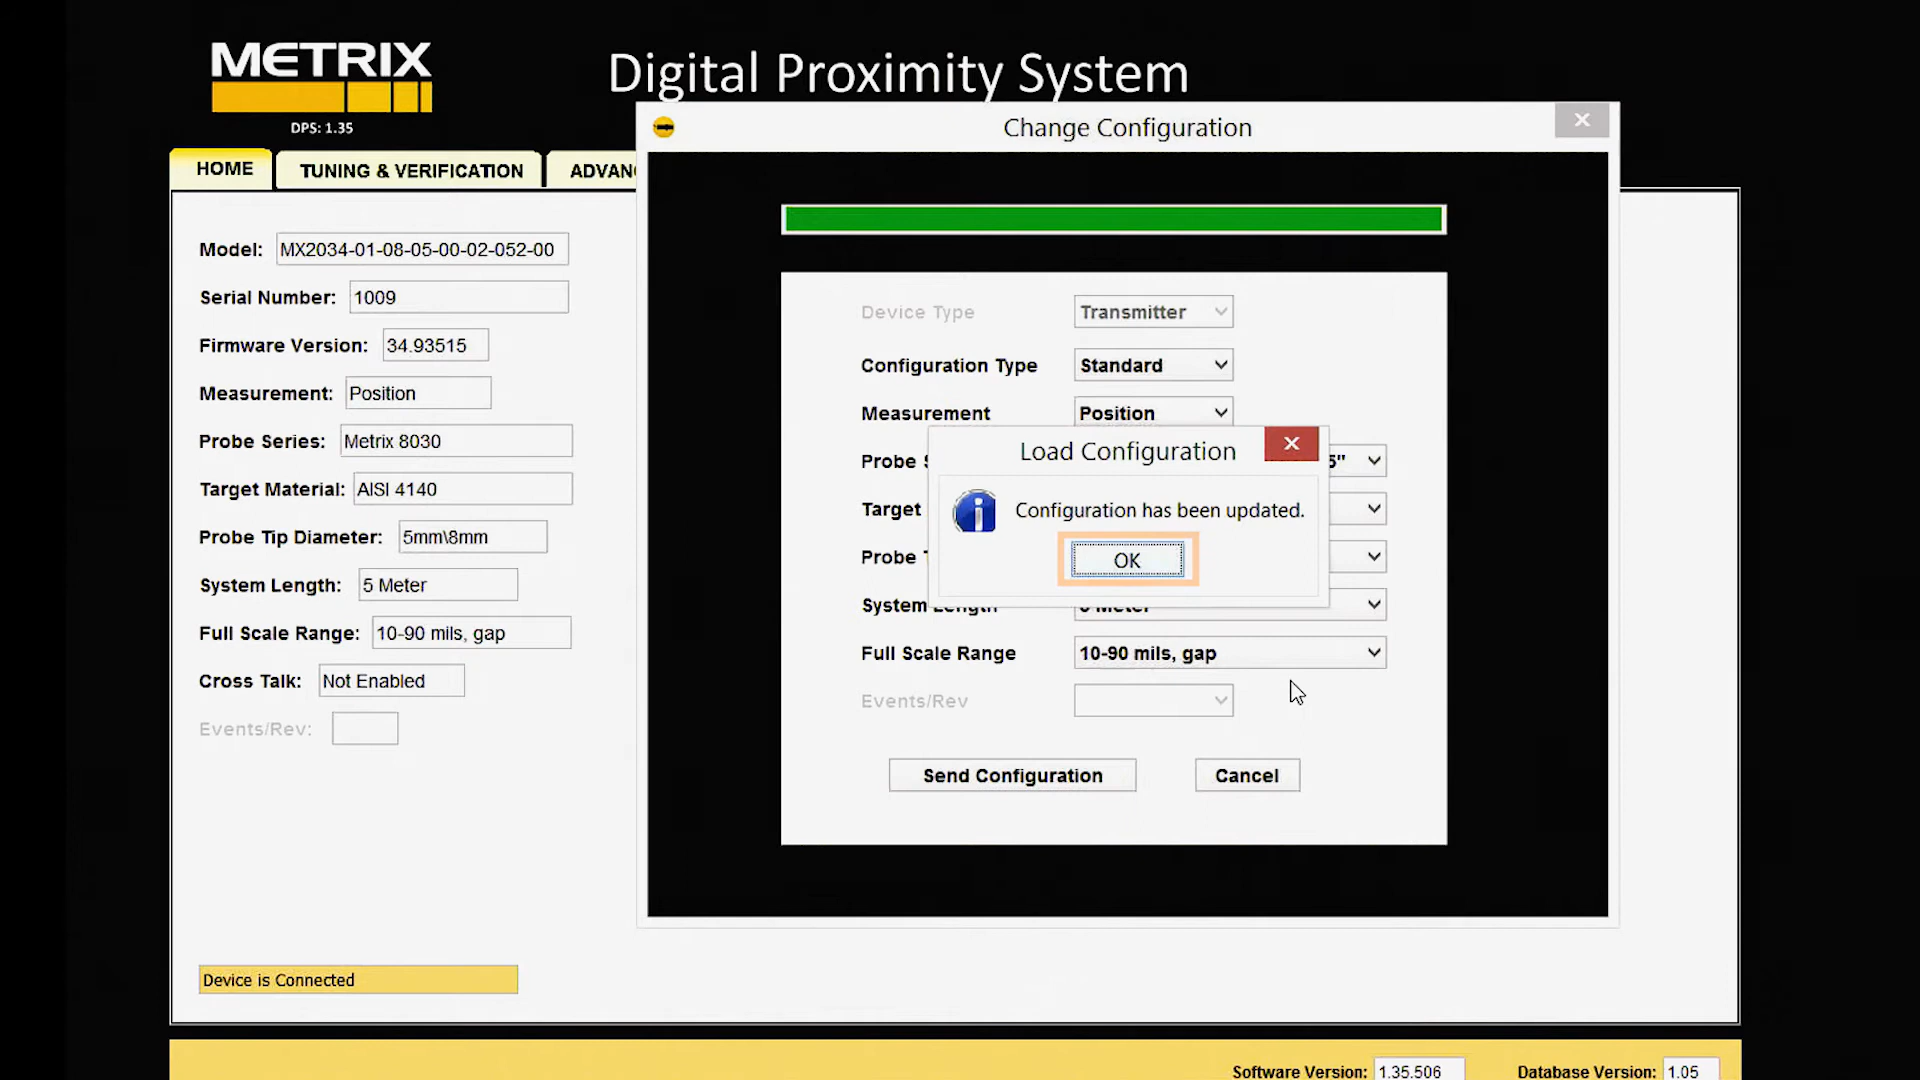 METRIX
DPS: 1.35
Digital Proximity System
HOME
TUNING & VERIFICATION
Model: MX2034-01-08-05-00-02-052-00
Serial Number: 1009
Firmware Version: 34.93515
Measurement: Position
Probe Series: Metrix 8030
Target Material: AISI 4140
Probe Tip Diameter: 5mm\8mm
System Length: 5 Meter
Full Scale Range: 10-90 mils, gap
Cross Talk: Not Enabled
Events/Rev:
Device is Connected
Change Configuration
Device Type Transmitter
Configuration Type Standard
Measurement Position
Probe
Target
Probe
System Length
Full Scale Range 10-90 mils, gap
Events/Rev
Send Configuration Cancel
Load Configuration
Configuration has been updated.
OK
Software Version: 1.35.506 Database Version: 1.05